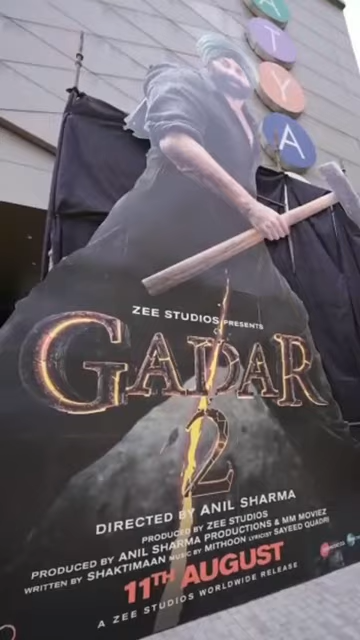 A
T
Y
A
ZEE STUDIOS PRESENTS
GADAR
2
DIRECTED BY ANIL SHARMA
PRODUCED BY ZEE STUDIOS
PRODUCED BY ANIL SHARMA PRODUCTIONS & MM MOVIEZ
WRITTEN BY SHAKTIMAAN MUSIC BY MITHOON LYRICIST SAYEED QUADRI
11TH AUGUST
A ZEE STUDIOS WORLDWIDE RELEASE